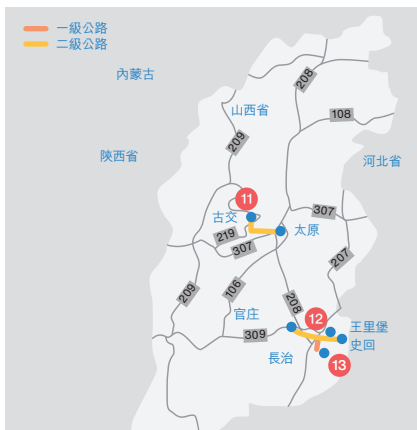 一級公路
二級公路
內蒙古
208
山西省
108
209
陝西省
河北省
11
古交
307
太原
219
307
207
209
106
208
12
官庄
王里堡
309
史回
長治
13